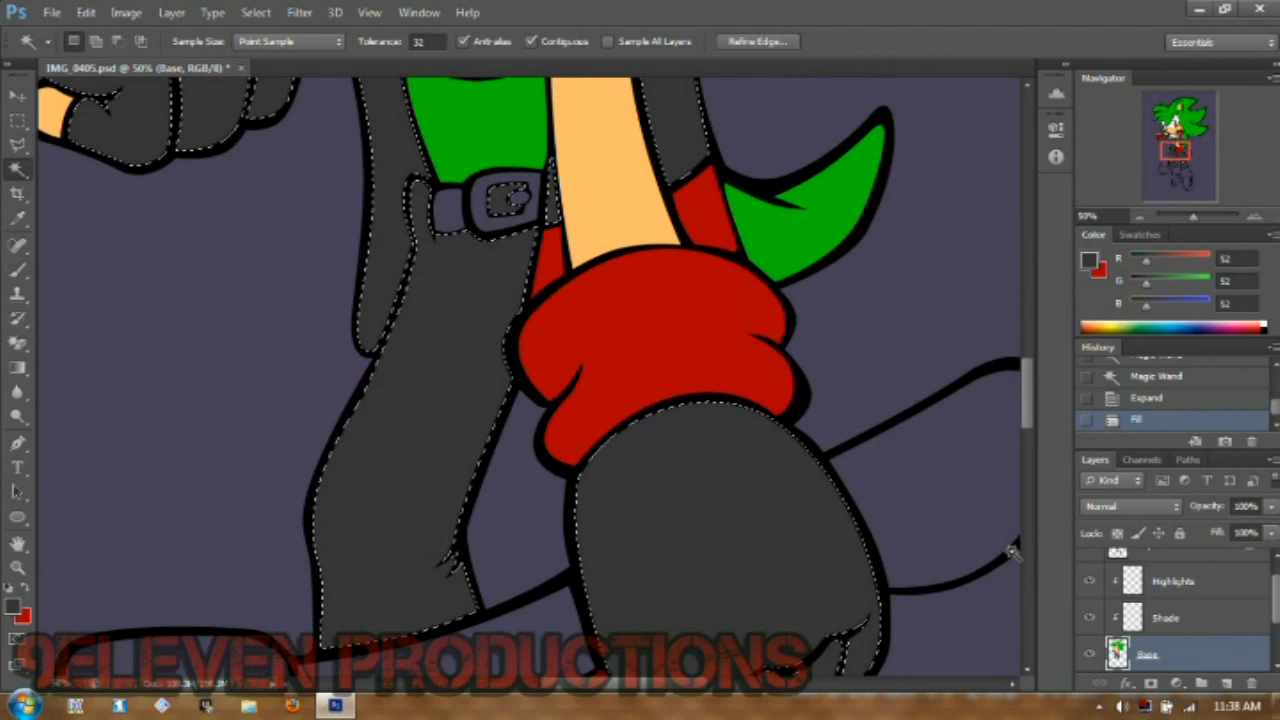 Ps File Edit Image Layer Type Select Filter 3D View Window Help
Sample Size: Point Sample Tolerance: 32 Anti-alias Contiguous Sample All Layers Refine Edge... Essentials
IMG_0405.psd @ 50% (Base, RGB/8) * ×
Navigator
50%
Color Swatches
R 52
G 52
B 52
History
Magic Wand
Expand
Fill
Layers Channels Paths
Kind
Normal Opacity: 100%
Lock: Fill: 100%
Highlights
Shade
Base
9ELEVEN PRODUCTIONS
11:38 AM